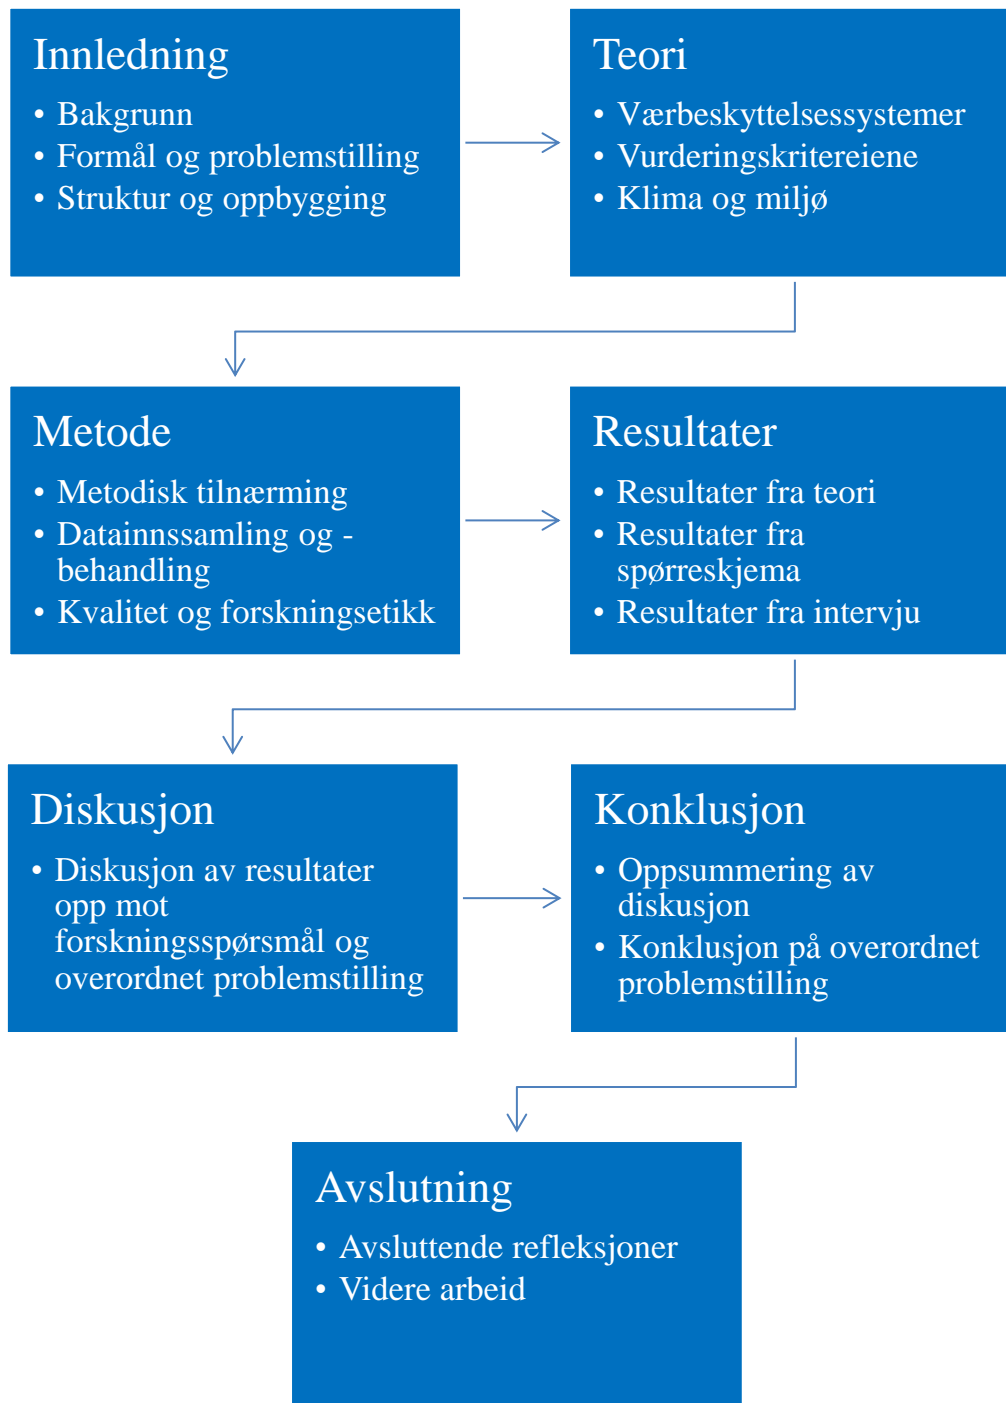 Innledning
• Bakgrunn
• Formål og problemstilling
• Struktur og oppbygging
Teori
• Værbeskyttelsessystemer
• Vurderingskritereiene
• Klima og miljø
Metode
• Metodisk tilnærming
• Datainnssamling og -
behandling
• Kvalitet og forskningsetikk
Resultater
• Resultater fra teori
• Resultater fra
spørreskjema
• Resultater fra intervju
Diskusjon
• Diskusjon av resultater
opp mot
forskningsspørsmål og
overordnet problemstilling
Konklusjon
• Oppsummering av
diskusjon
• Konklusjon på overordnet
problemstilling
Avslutning
• Avsluttende refleksjoner
• Videre arbeid